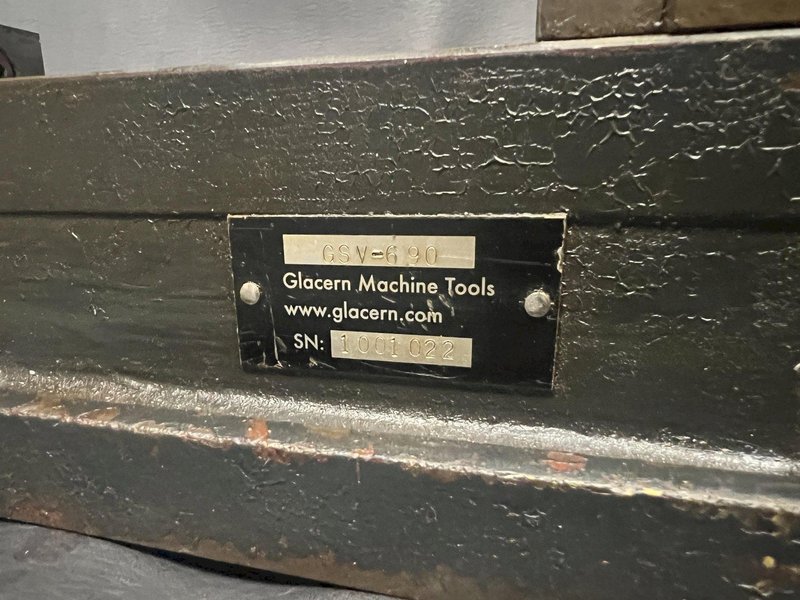 GSV-690
Glacern Machine Tools
www.glacern.com
SN: 1001022